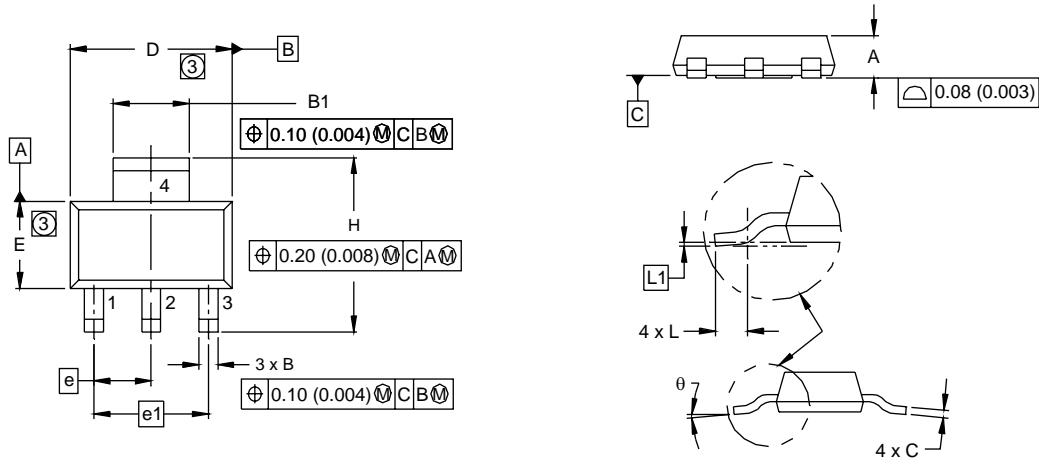 D
B
③
B1
⌖ 0.10 (0.004) Ⓜ C B Ⓜ
A
4
③
E
H
⌖ 0.20 (0.008) Ⓜ C A Ⓜ
1 2 3
3 x B
e
⌖ 0.10 (0.004) Ⓜ C B Ⓜ
e1
A
C
⌓ 0.08 (0.003)
L1
4 x L
θ
4 x C